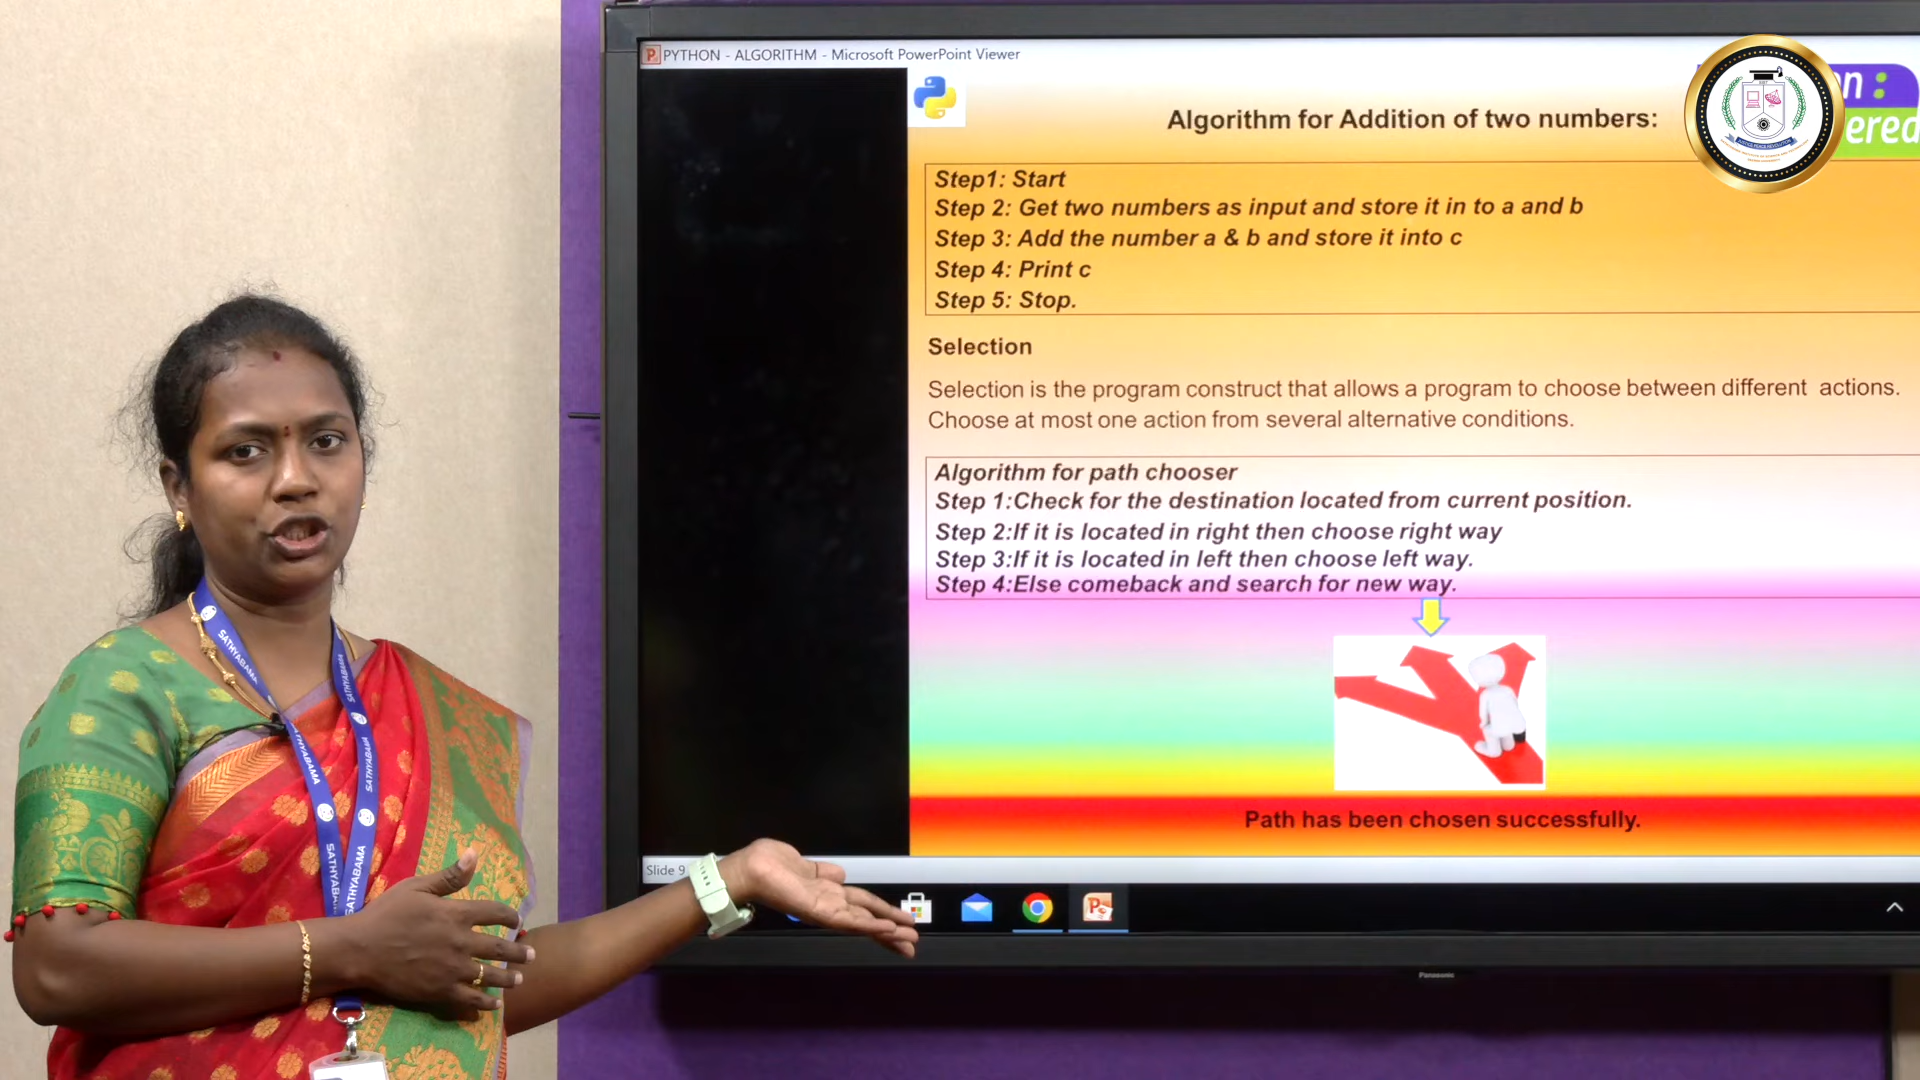 PYTHON - ALGORITHM - Microsoft PowerPoint Viewer
n :
ered
Algorithm for Addition of two numbers:
Step1: Start
Step 2: Get two numbers as input and store it in to a and b
Step 3: Add the number a & b and store it into c
Step 4: Print c
Step 5: Stop.
Selection
Selection is the program construct that allows a program to choose between different actions.
Choose at most one action from several alternative conditions.
Algorithm for path chooser
Step 1:Check for the destination located from current position.
Step 2:If it is located in right then choose right way
Step 3:If it is located in left then choose left way.
Step 4:Else comeback and search for new way.
Path has been chosen successfully.
Slide 9
Panasonic
SATHYABAMA
SATHYABAMA
SATHYABAMA
SATHYABAMA
SATHYABAMA